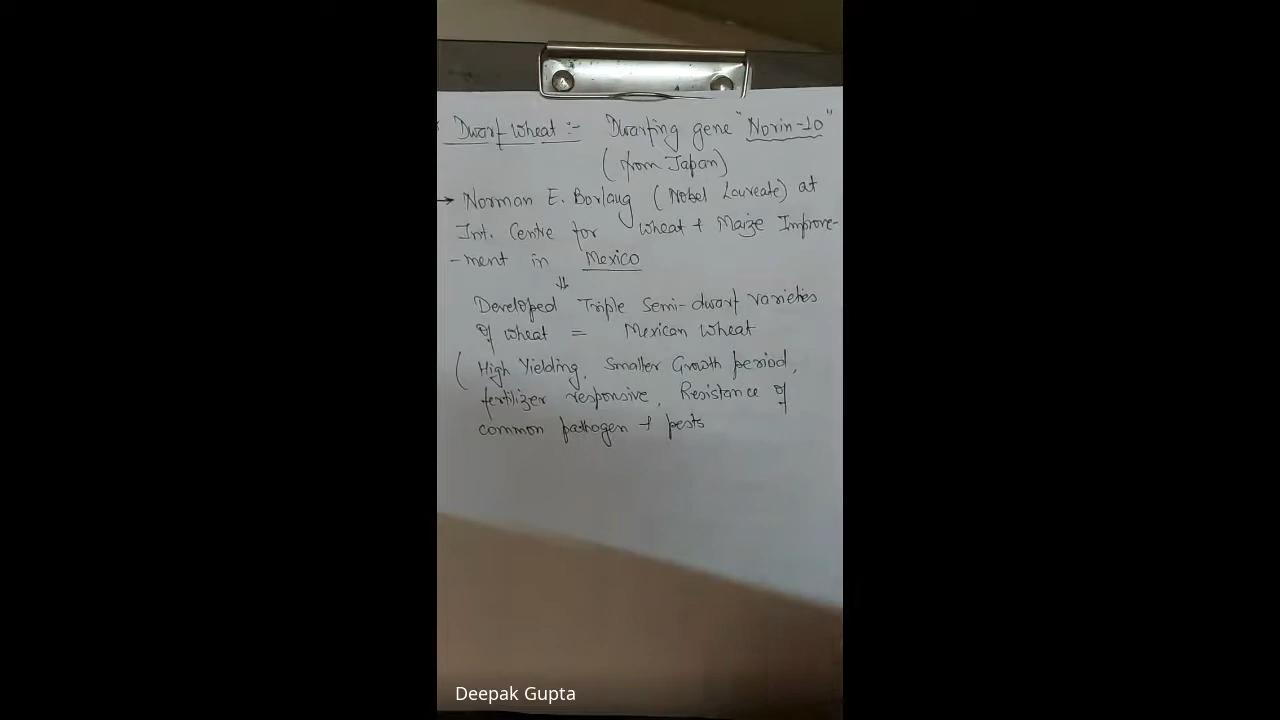 Dwarf wheat :- Dwarfing gene "Norin-10"
(from Japan)
→ Norman E. Borlaug (Nobel Laureate) at
Int. Centre for wheat + Maize Improve-
-ment in Mexico
⇓
Developed Triple Semi-dwarf varieties
of wheat = Mexican wheat
(High Yielding, Smaller Growth period,
fertilizer responsive, Resistance of
common pathogen + pests
Deepak Gupta